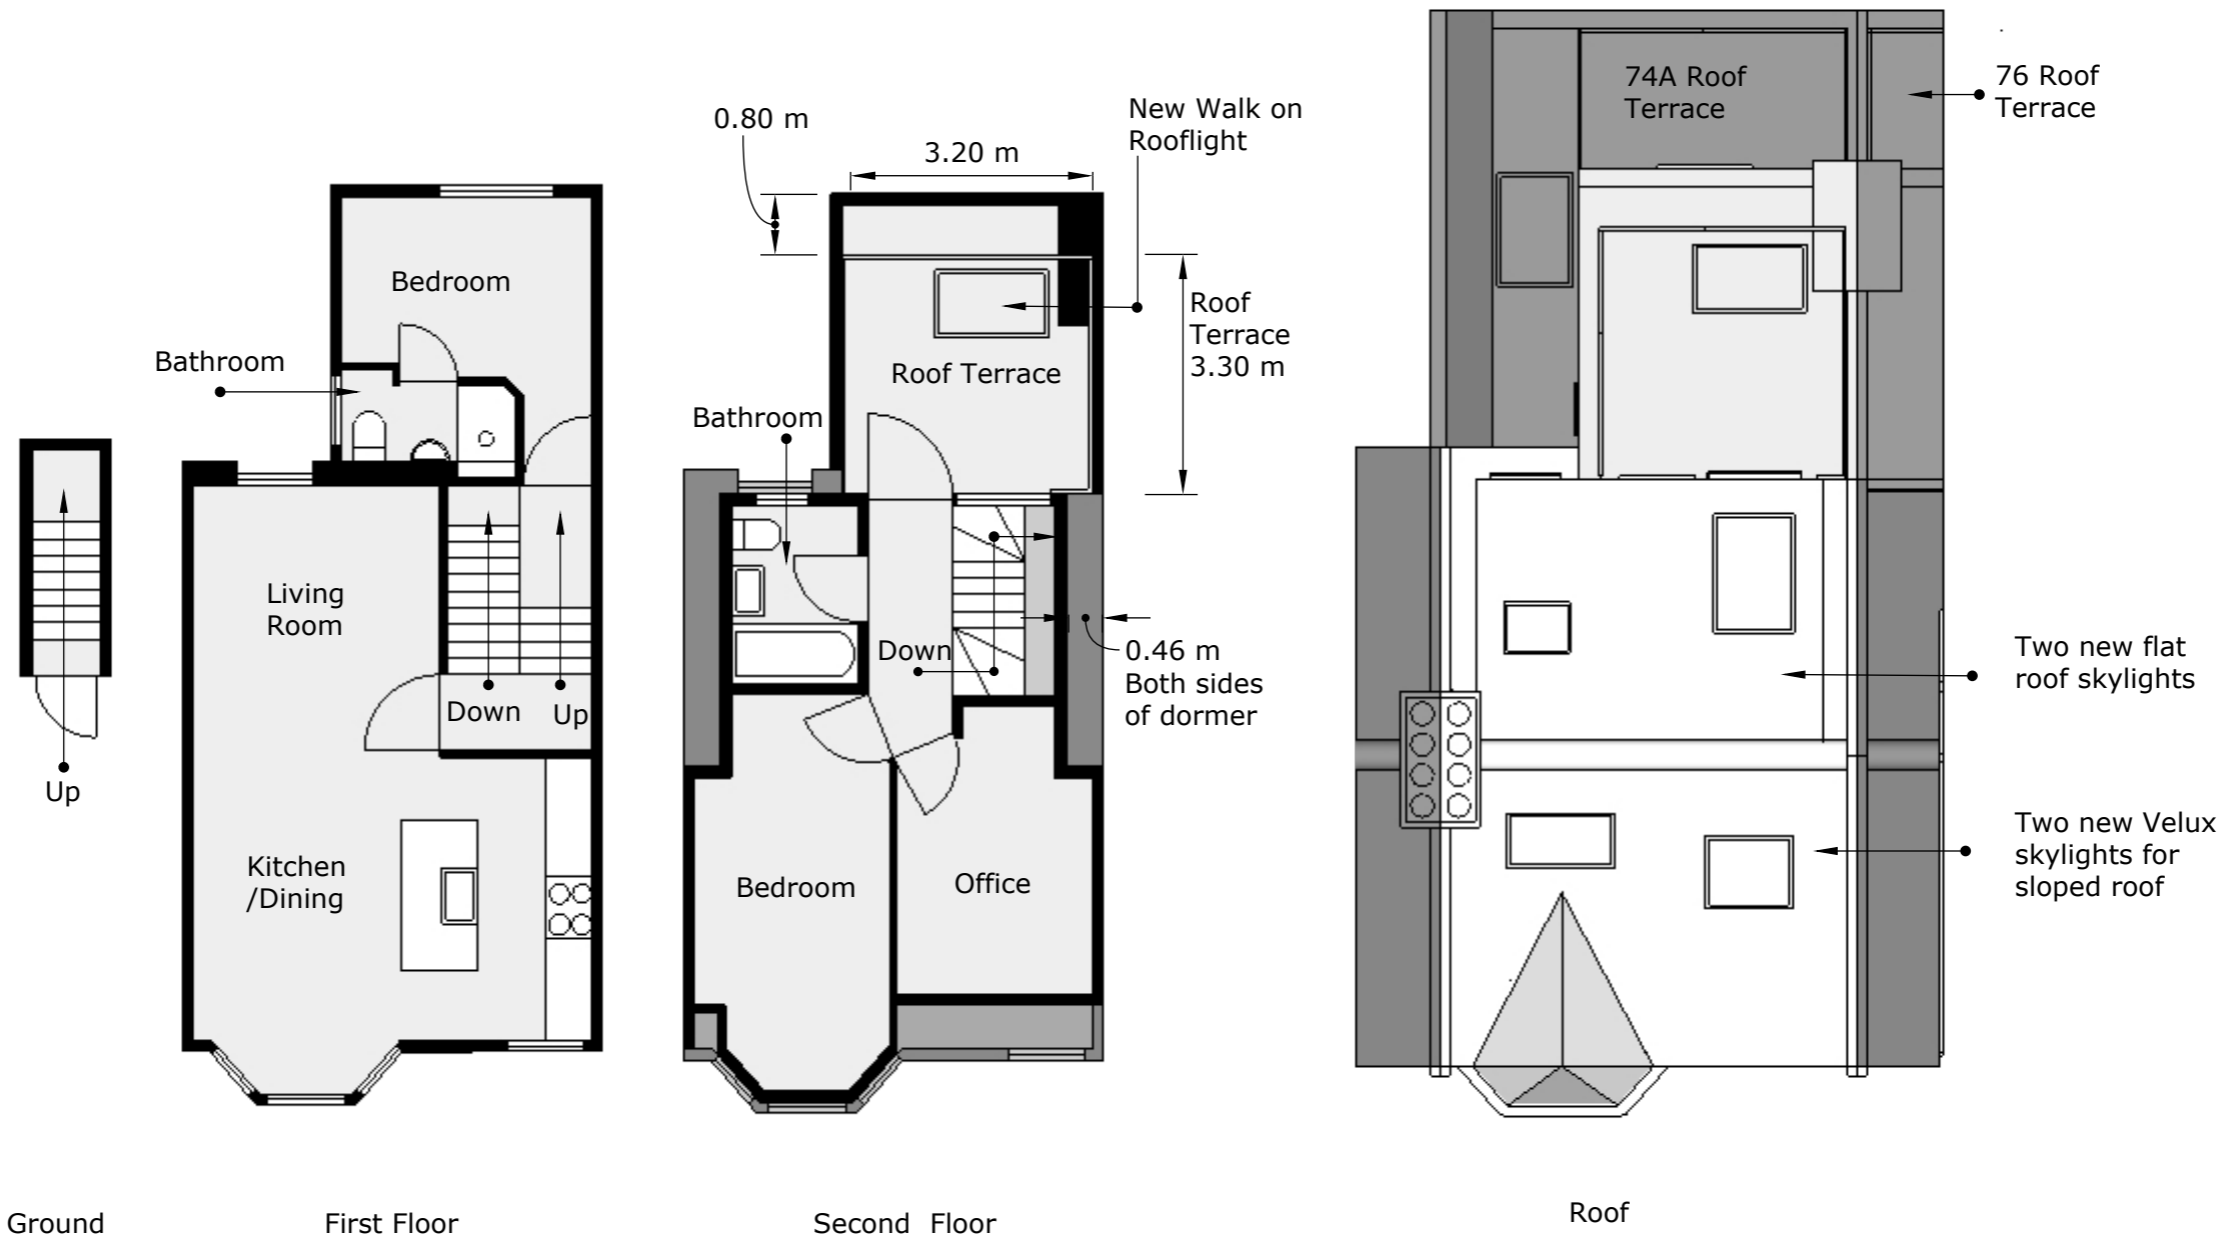 Ground
Up
First Floor
Bedroom
Bathroom
Living
Room
Down
Up
Kitchen
/Dining
Second  Floor
0.80 m
3.20 m
New Walk on
Rooflight
Roof
Terrace
3.30 m
Roof Terrace
Bathroom
Down
0.46 m
Both sides
of dormer
Bedroom
Office
Roof
74A Roof
Terrace
76 Roof
Terrace
Two new flat
roof skylights
Two new Velux
skylights for
sloped roof